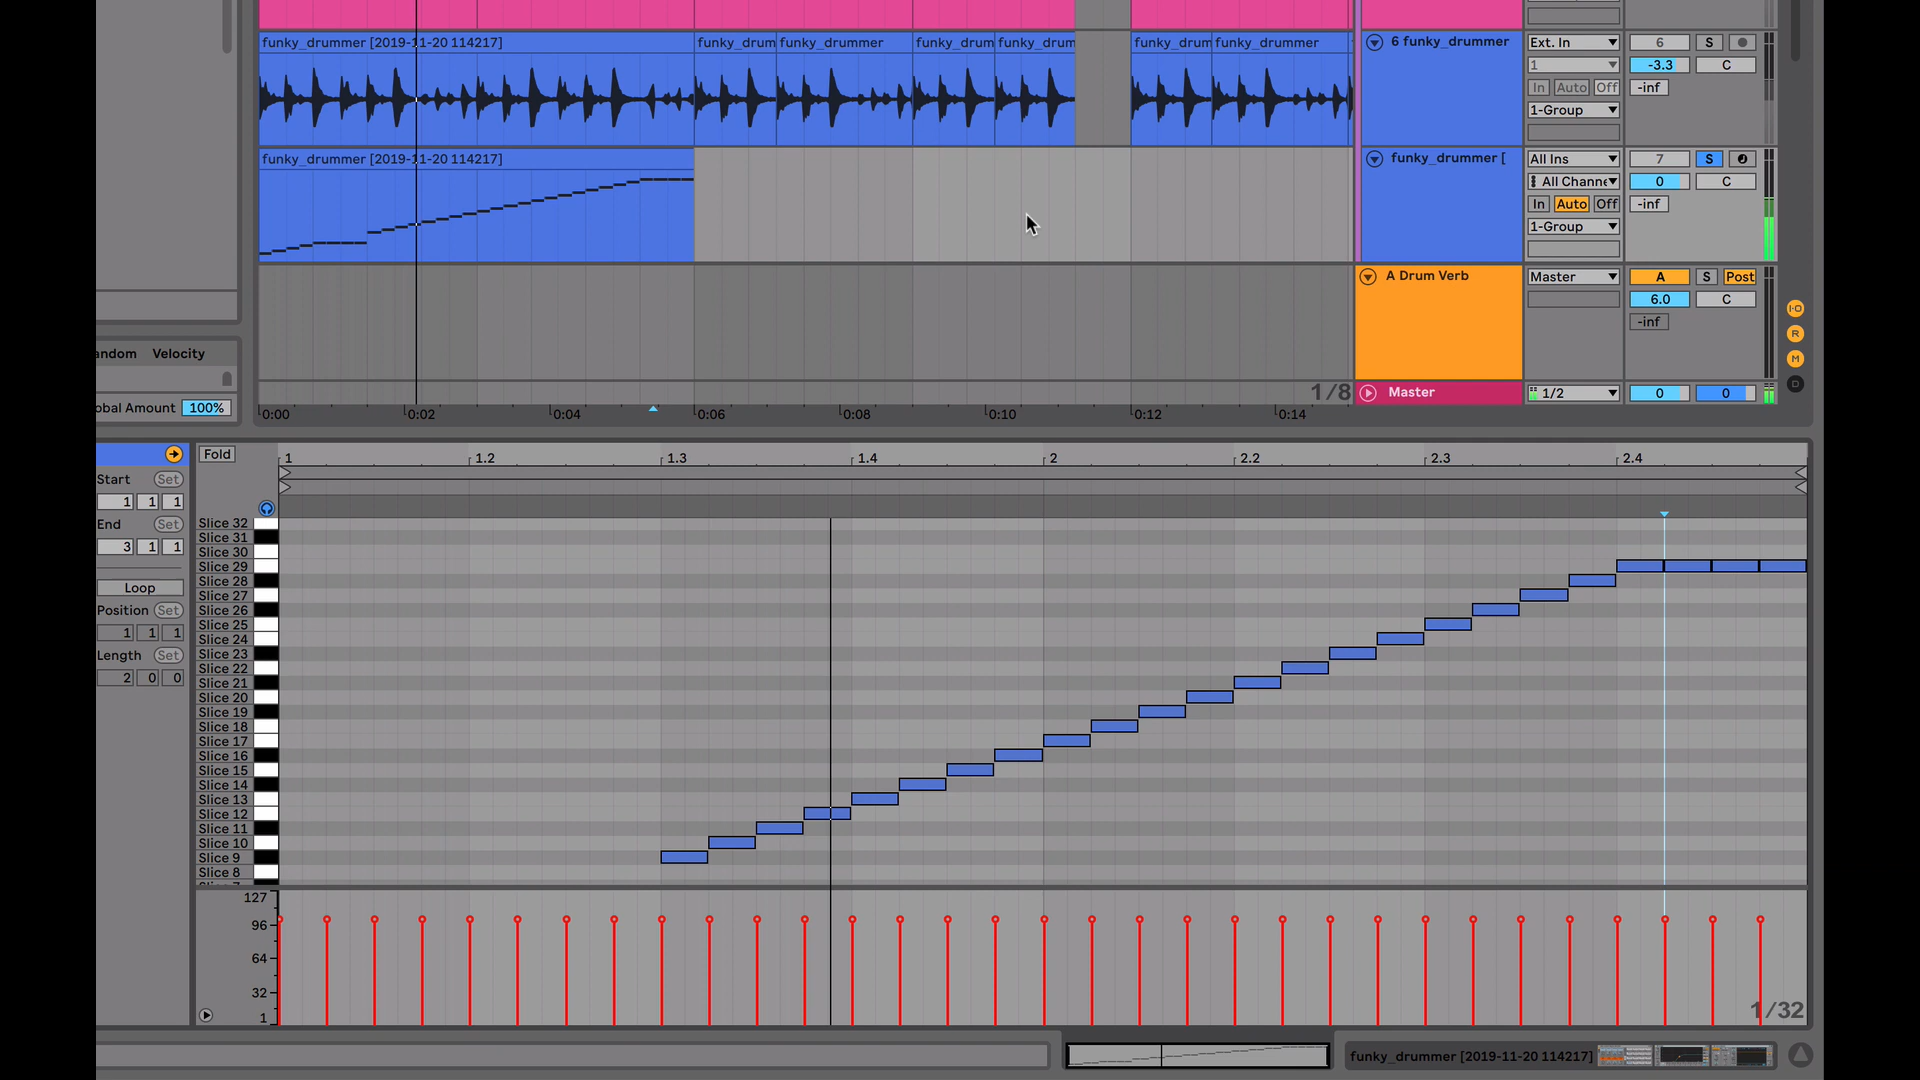 funky_drummer [2019-11-20 114217]
funky_drum
funky_drummer
funky_drum
funky_drum
funky_drum
funky_drummer
6 funky_drummer
Ext. In
6
S
1
-3.3
C
In
Auto
Off
-inf
1-Group
funky_drummer [2019-11-20 114217]
funky_drummer [
All Ins
7
S
All Channe
0
C
In
Auto
Off
-inf
1-Group
A Drum Verb
Master
A
S
Post
6.0
C
-inf
I-O
R
M
D
andom
Velocity
obal Amount
100%
1/8
Master
1/2
0
0
0:00
0:02
0:04
0:06
0:08
0:10
0:12
0:14
Fold
1
1.2
1.3
1.4
2
2.2
2.3
2.4
Start
Set
1
1
1
End
Set
3
1
1
Loop
Position
Set
1
1
1
Length
Set
2
0
0
Slice 32
Slice 31
Slice 30
Slice 29
Slice 28
Slice 27
Slice 26
Slice 25
Slice 24
Slice 23
Slice 22
Slice 21
Slice 20
Slice 19
Slice 18
Slice 17
Slice 16
Slice 15
Slice 14
Slice 13
Slice 12
Slice 11
Slice 10
Slice 9
Slice 8
127
96
64
32
1
1/32
funky_drummer [2019-11-20 114217]